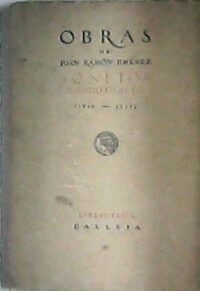 OBRAS
DE
JUAN RAMÓN JIMÉNEZ
SONETOS
BIBLIOTECA
CALLEJA